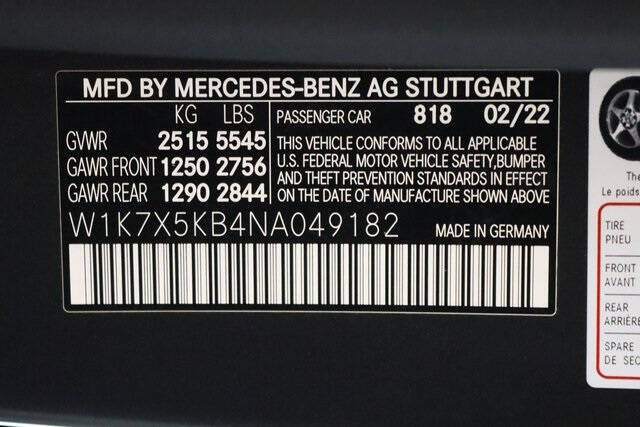 MFD BY MERCEDES-BENZ AG STUTTGART
KG LBS
GVWR 2515 5545
GAWR FRONT 1250 2756
GAWR REAR 1290 2844
PASSENGER CAR 818 02/22
THIS VEHICLE CONFORMS TO ALL APPLICABLE
U.S. FEDERAL MOTOR VEHICLE SAFETY, BUMPER
AND THEFT PREVENTION STANDARDS IN EFFECT
ON THE DATE OF MANUFACTURE SHOWN ABOVE
W1K7X5KB4NA049182
MADE IN GERMANY
The
Le poids
TIRE
PNEU
FRONT
AVANT
REAR
ARRIÈRE
SPARE
DE SEC